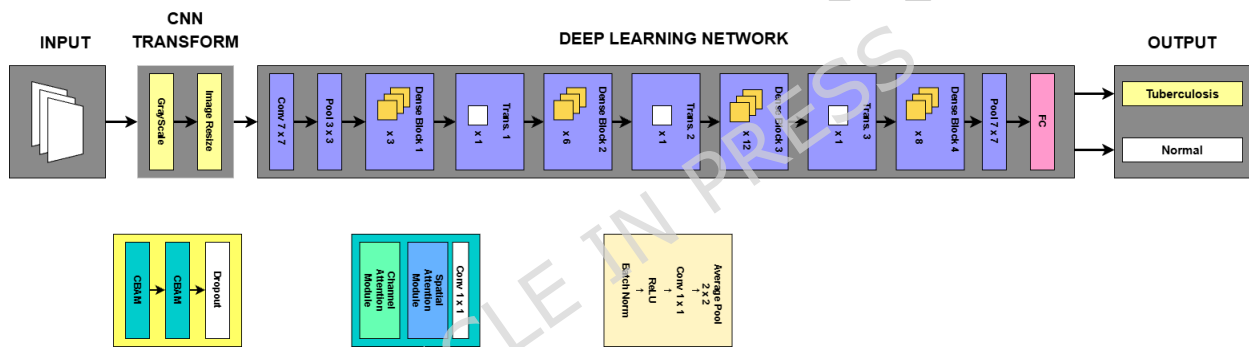 INPUT
CNN
TRANSFORM
DEEP LEARNING NETWORK
OUTPUT
GrayScale
Image Resize
Conv 7 x 7
Pool 3 x 3
Dense Block 1
x 3
Trans. 1
x 1
Dense Block 2
x 6
Trans. 2
x 1
Dense Block 3
x 12
Trans. 3
x 1
Dense Block 4
x 8
Pool 7 x 7
FC
Tuberculosis
Normal
CBAM
CBAM
Dropout
Channel
Attention
Module
Spatial
Attention
Module
Conv 1 x 1
Average Pool
2 x 2
↑
Conv 1 x 1
↑
ReLU
↑
Batch Norm
CLE IN PRESS